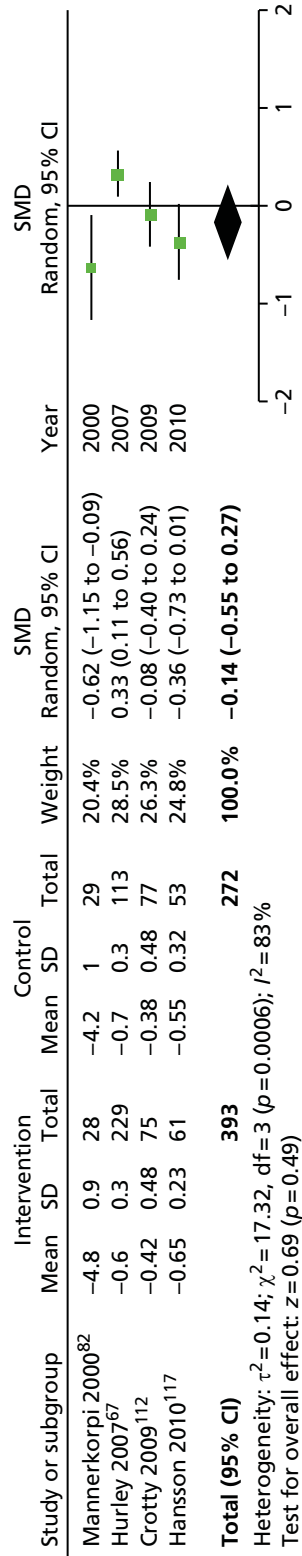 Intervention Control SMD SMD
Study or subgroup Mean SD Total Mean SD Total Weight Random, 95% CI Year Random, 95% CI
Mannerkorpi 2000⁸² −4.8 0.9 28 −4.2 1 29 20.4% −0.62 (−1.15 to −0.09) 2000
Hurley 2007⁶⁷ −0.6 0.3 229 −0.7 0.3 113 28.5% 0.33 (0.11 to 0.56) 2007
Crotty 2009¹¹² −0.42 0.48 75 −0.38 0.48 77 26.3% −0.08 (−0.40 to 0.24) 2009
Hansson 2010¹¹⁷ −0.65 0.23 61 −0.55 0.32 53 24.8% −0.36 (−0.73 to 0.01) 2010
Total (95% CI) 393 272 100.0% −0.14 (−0.55 to 0.27)
Heterogeneity: τ²=0.14; χ²=17.32, df=3 (p=0.0006); I²=83%
Test for overall effect: z=0.69 (p=0.49)
−2 −1 0 1 2